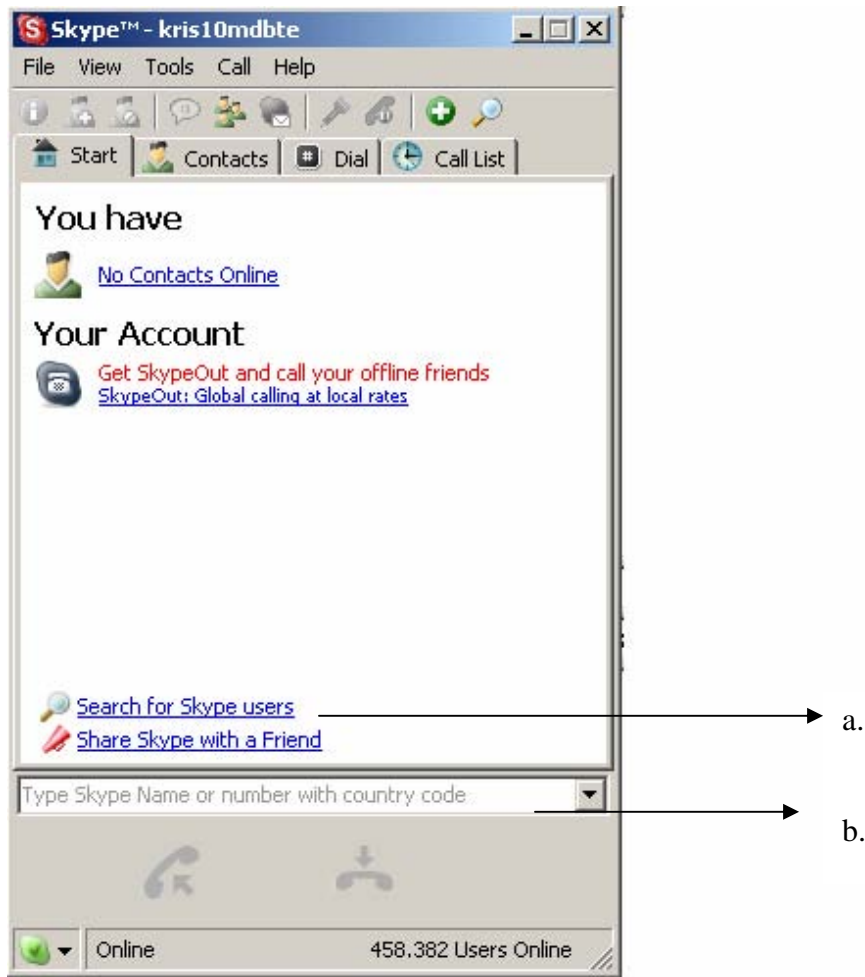 Skype™ - kris10mdbte
File View Tools Call Help
Start Contacts Dial Call List
You have
No Contacts Online
Your Account
Get SkypeOut and call your offline friends
SkypeOut: Global calling at local rates
Search for Skype users
a.
Share Skype with a Friend
Type Skype Name or number with country code
b.
Online 458,382 Users Online